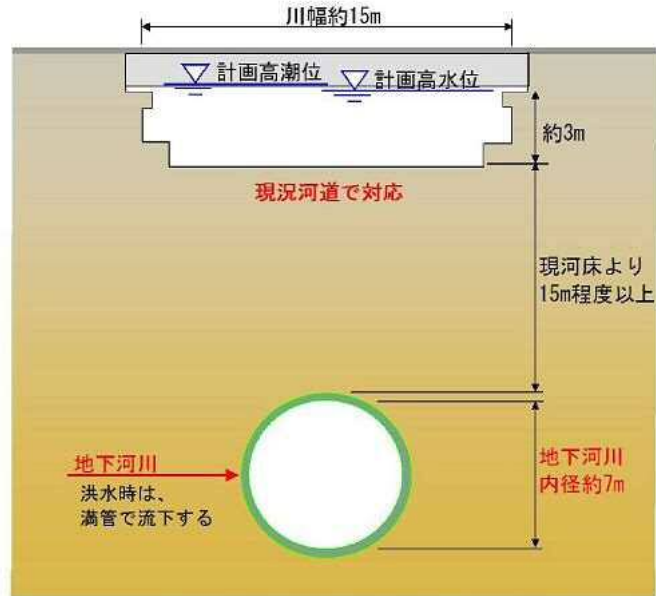 川幅約15m
計画高潮位
計画高水位
約3m
現況河道で対応
現河床より
15m程度以上
地下河川
洪水時は、
満管で流下する
地下河川
内径約7m